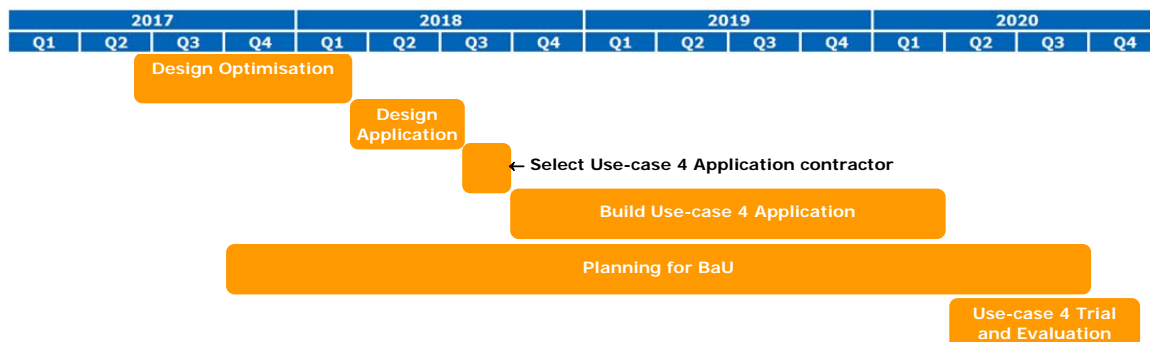 2017 2018 2019 2020
Q1 Q2 Q3 Q4 Q1 Q2 Q3 Q4 Q1 Q2 Q3 Q4 Q1 Q2 Q3 Q4
Design Optimisation
Design
Application
← Select Use-case 4 Application contractor
Build Use-case 4 Application
Planning for BaU
Use-case 4 Trial
and Evaluation